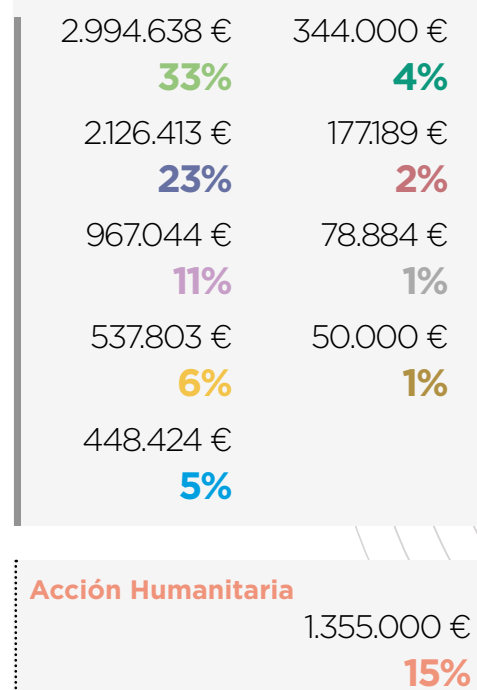 2.994.638 € 344.000 €
33% 4%
2.126.413 € 177.189 €
23% 2%
967.044 € 78.884 €
11% 1%
537.803 € 50.000 €
6% 1%
448.424 €
5%
Acción Humanitaria
1.355.000 €
15%